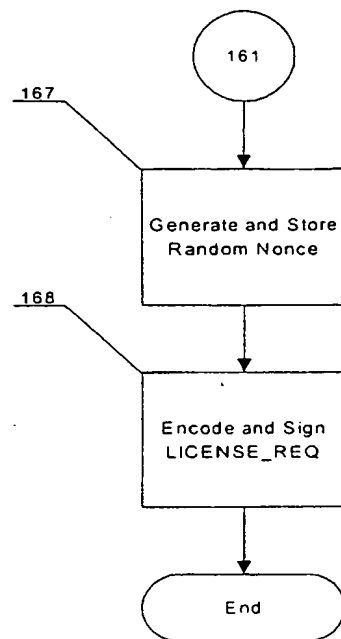 161
167
Generate and Store
Random Nonce
168
Encode and Sign
LICENSE_REQ
End